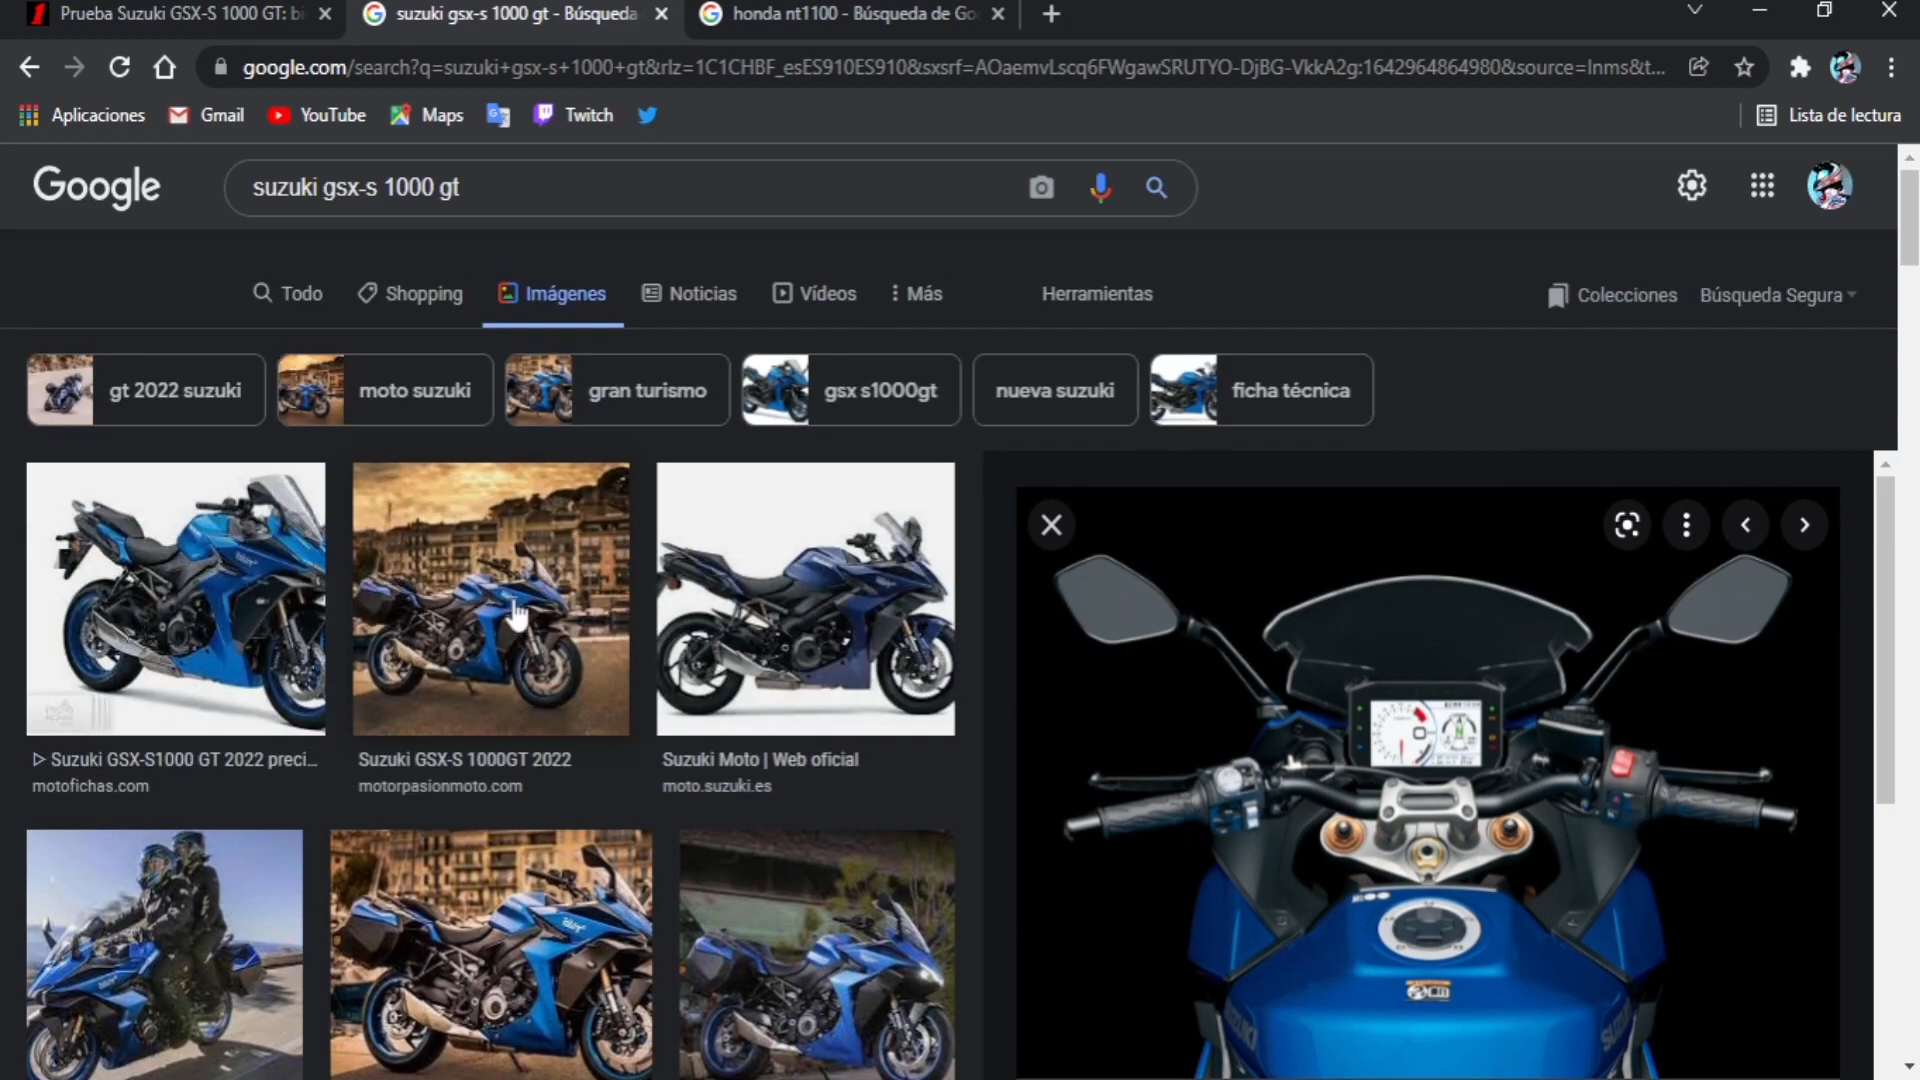 Prueba Suzuki GSX-S 1000 GT: bi
suzuki gsx-s 1000 gt - Búsqueda
honda nt1100 - Búsqueda de Go
google.com/search?q=suzuki+gsx-s+1000+gt&rlz=1C1CHBF_esES910ES910&sxsrf=AOaemvLscq6FWgawSRUTYO-DjBG-VkkA2g:1642964864980&source=lnms&t...
Aplicaciones
Gmail
YouTube
Maps
Twitch
Lista de lectura
Google
suzuki gsx-s 1000 gt
Todo
Shopping
Imágenes
Noticias
Vídeos
Más
Herramientas
Colecciones
Búsqueda Segura
gt 2022 suzuki
moto suzuki
gran turismo
gsx s1000gt
nueva suzuki
ficha técnica
▷ Suzuki GSX-S1000 GT 2022 preci...
motofichas.com
Suzuki GSX-S 1000GT 2022
motorpasionmoto.com
Suzuki Moto | Web oficial
moto.suzuki.es
SUZUKI